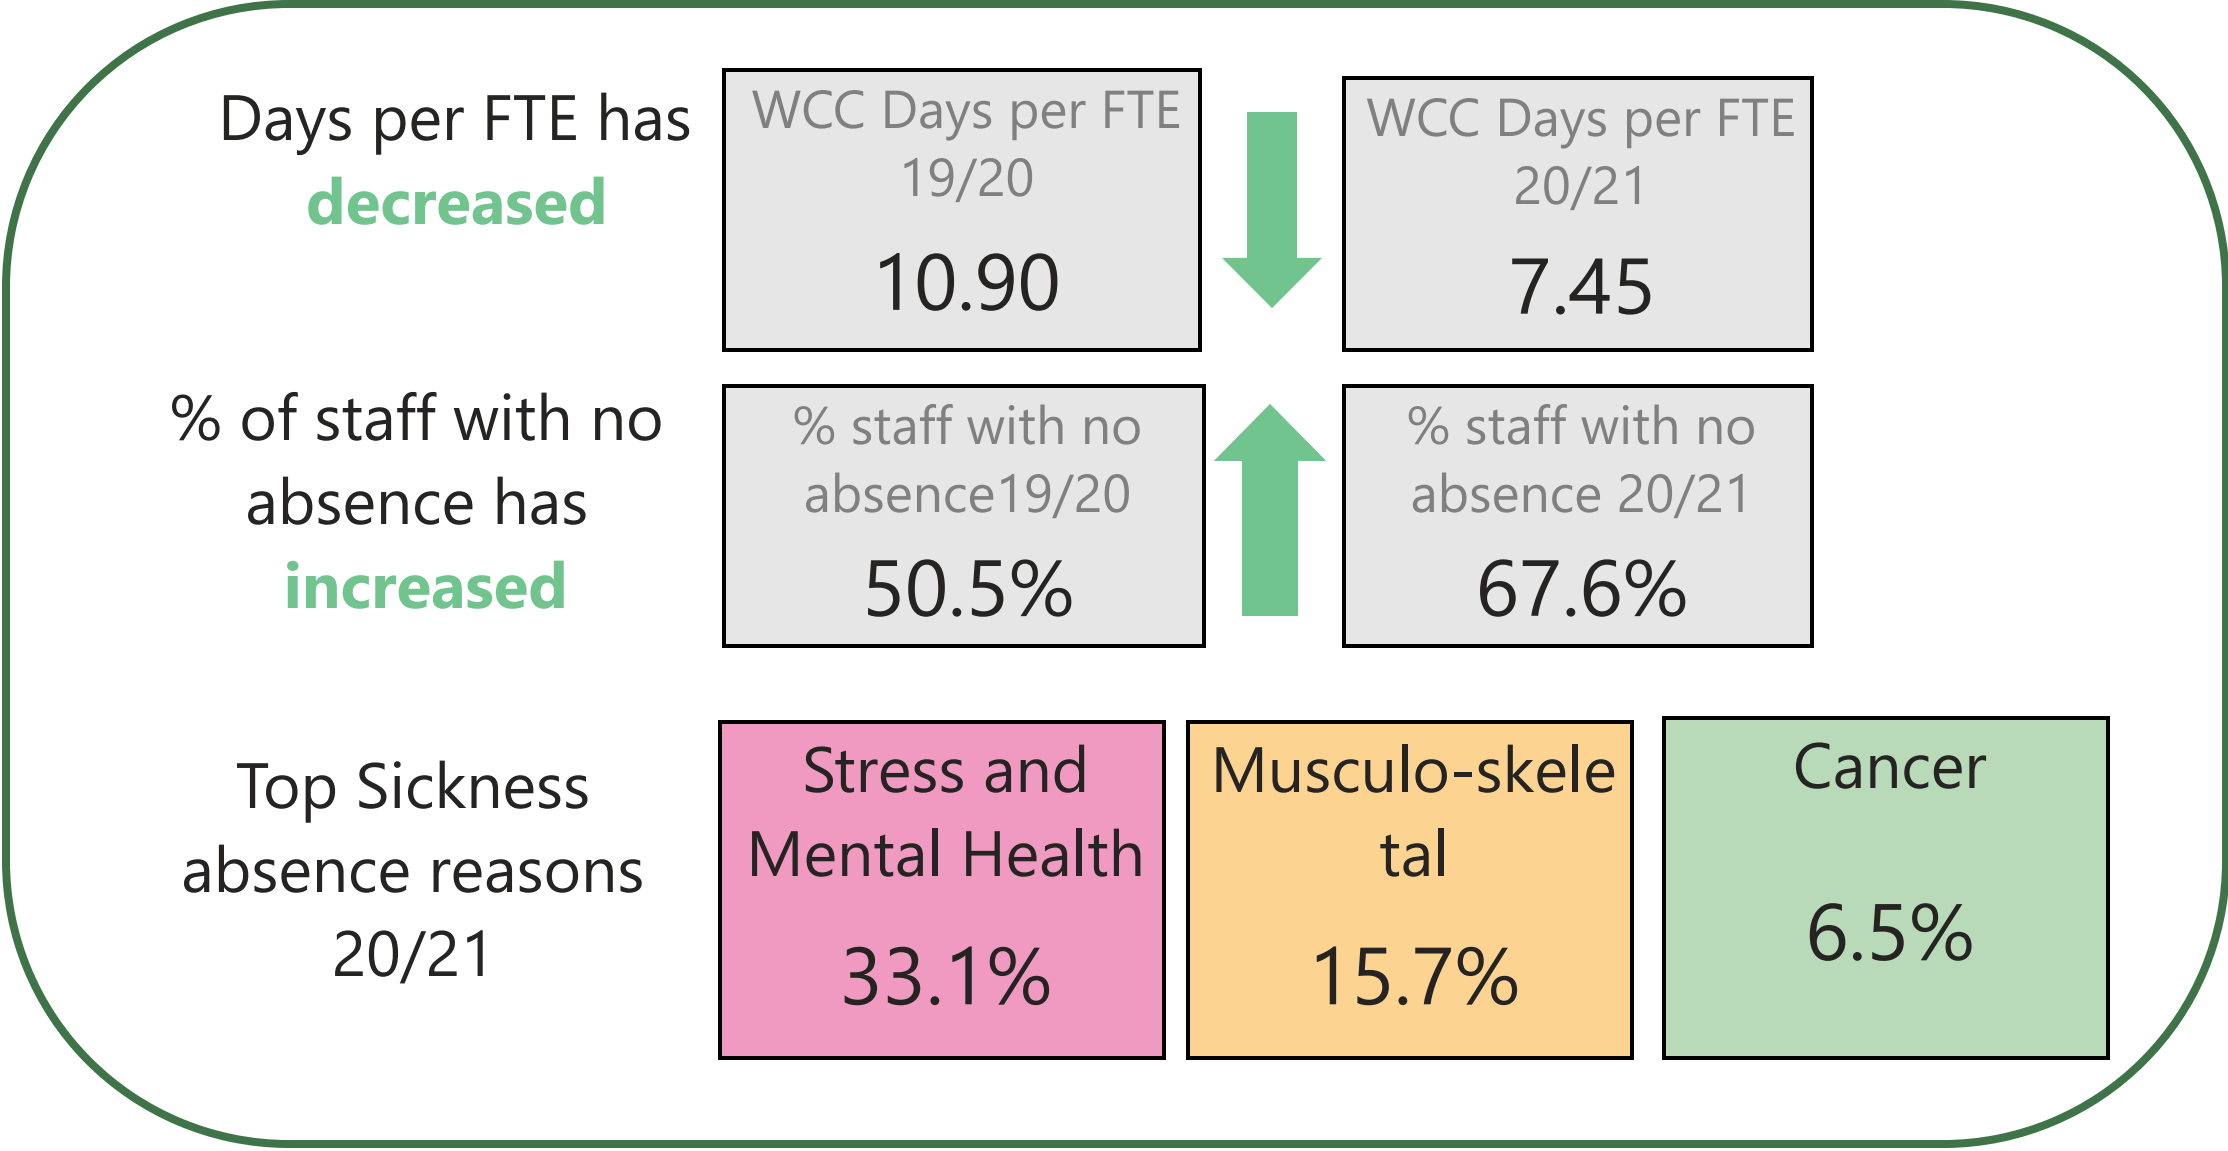 Days per FTE has
decreased
WCC Days per FTE
19/20
10.90
WCC Days per FTE
20/21
7.45
% of staff with no
absence has
increased
% staff with no
absence19/20
50.5%
% staff with no
absence 20/21
67.6%
Top Sickness
absence reasons
20/21
Stress and
Mental Health
33.1%
Musculo-skele
tal
15.7%
Cancer
6.5%